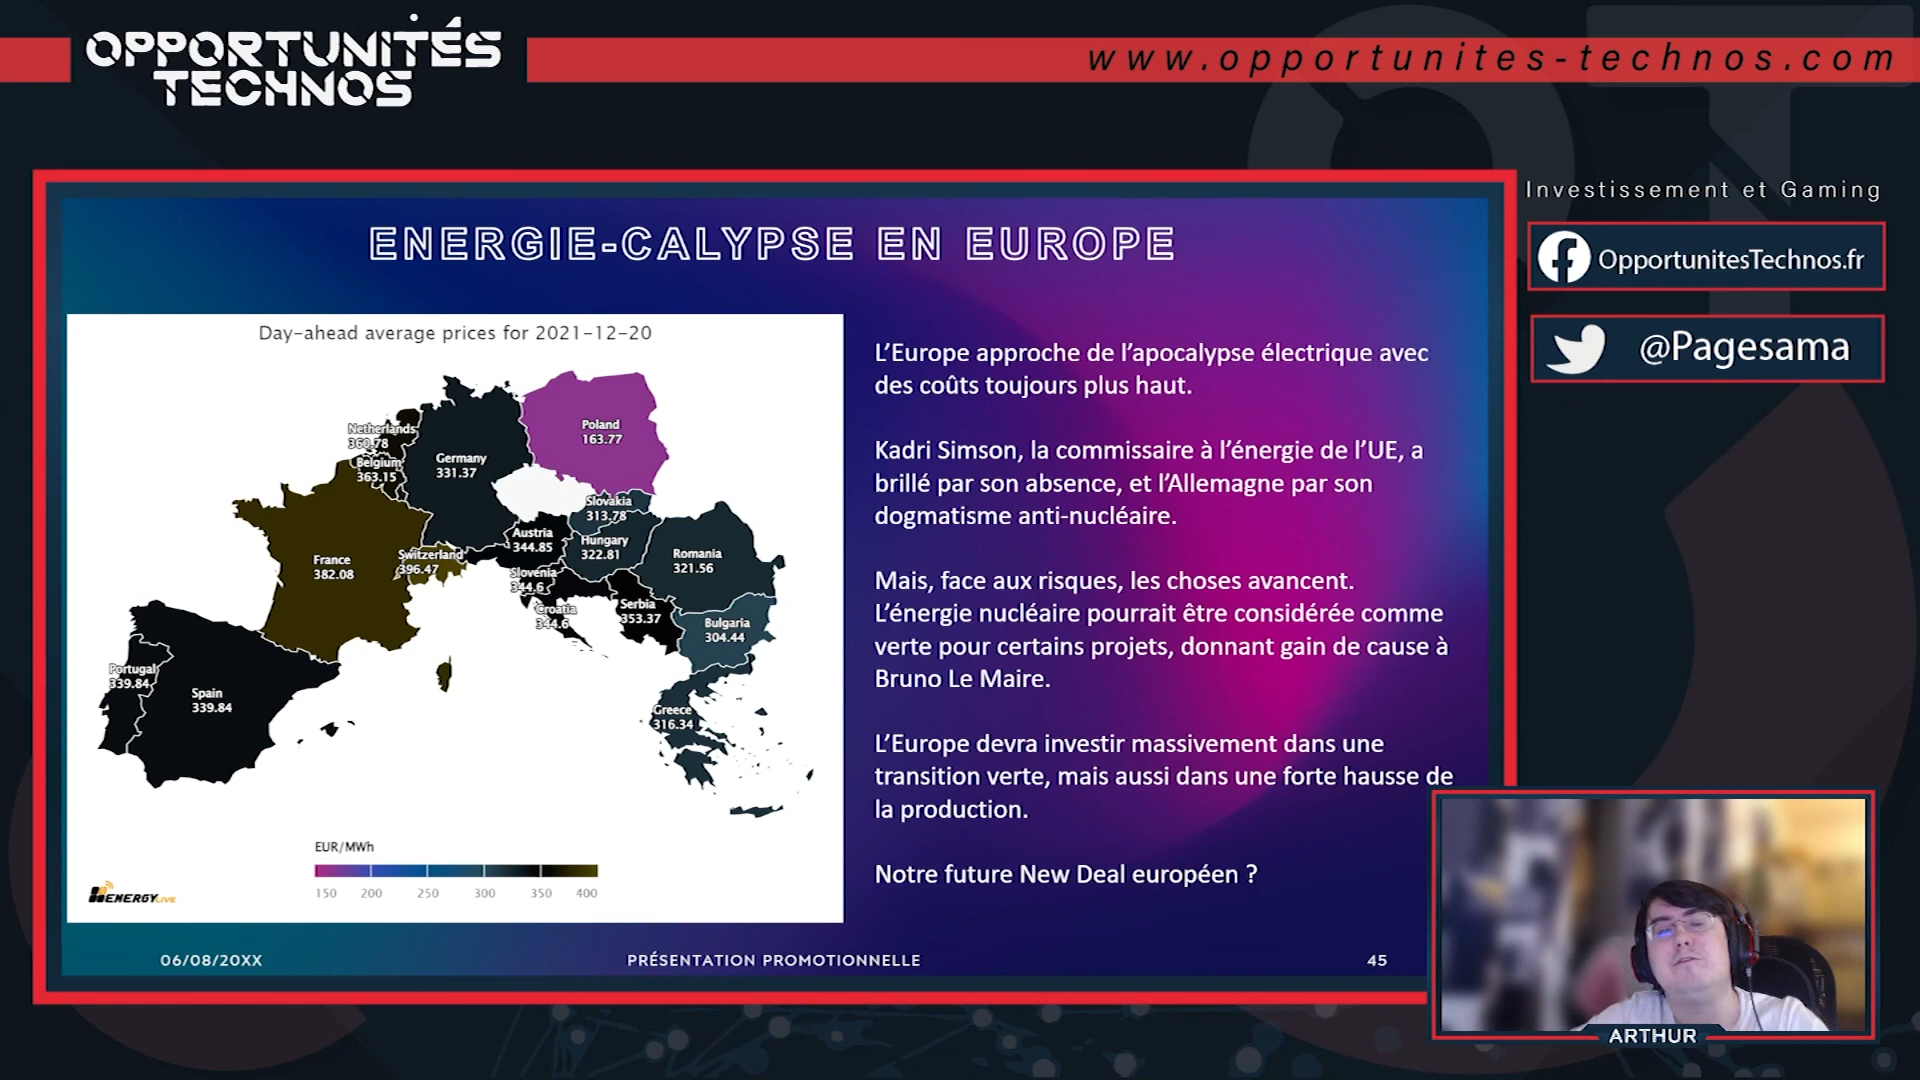 OPPORTUNITÉS
TECHNOS
www.opportunites-technos.com
Investissement et Gaming
OpportunitesTechnos.fr
@Pagesama
ENERGIE-CALYPSE EN EUROPE
Day-ahead average prices for 2021-12-20
Poland
163.77
Netherlands
360.78
Germany
331.37
Belgium
363.15
Slovakia
313.78
Austria
344.85
Hungary
322.81
Romania
321.56
France
382.08
Switzerland
396.47
Slovenia
344.6
Croatia
344.6
Serbia
353.37
Bulgaria
304.44
Portugal
339.84
Spain
339.84
Greece
316.34
EUR/MWh
150 200 250 300 350 400
ENERGYLIVE
L’Europe approche de l’apocalypse électrique avec
des coûts toujours plus haut.
Kadri Simson, la commissaire à l’énergie de l’UE, a
brillé par son absence, et l’Allemagne par son
dogmatisme anti-nucléaire.
Mais, face aux risques, les choses avancent.
L’énergie nucléaire pourrait être considérée comme
verte pour certains projets, donnant gain de cause à
Bruno Le Maire.
L’Europe devra investir massivement dans une
transition verte, mais aussi dans une forte hausse de
la production.
Notre future New Deal européen ?
06/08/20XX
PRÉSENTATION PROMOTIONNELLE
45
ARTHUR